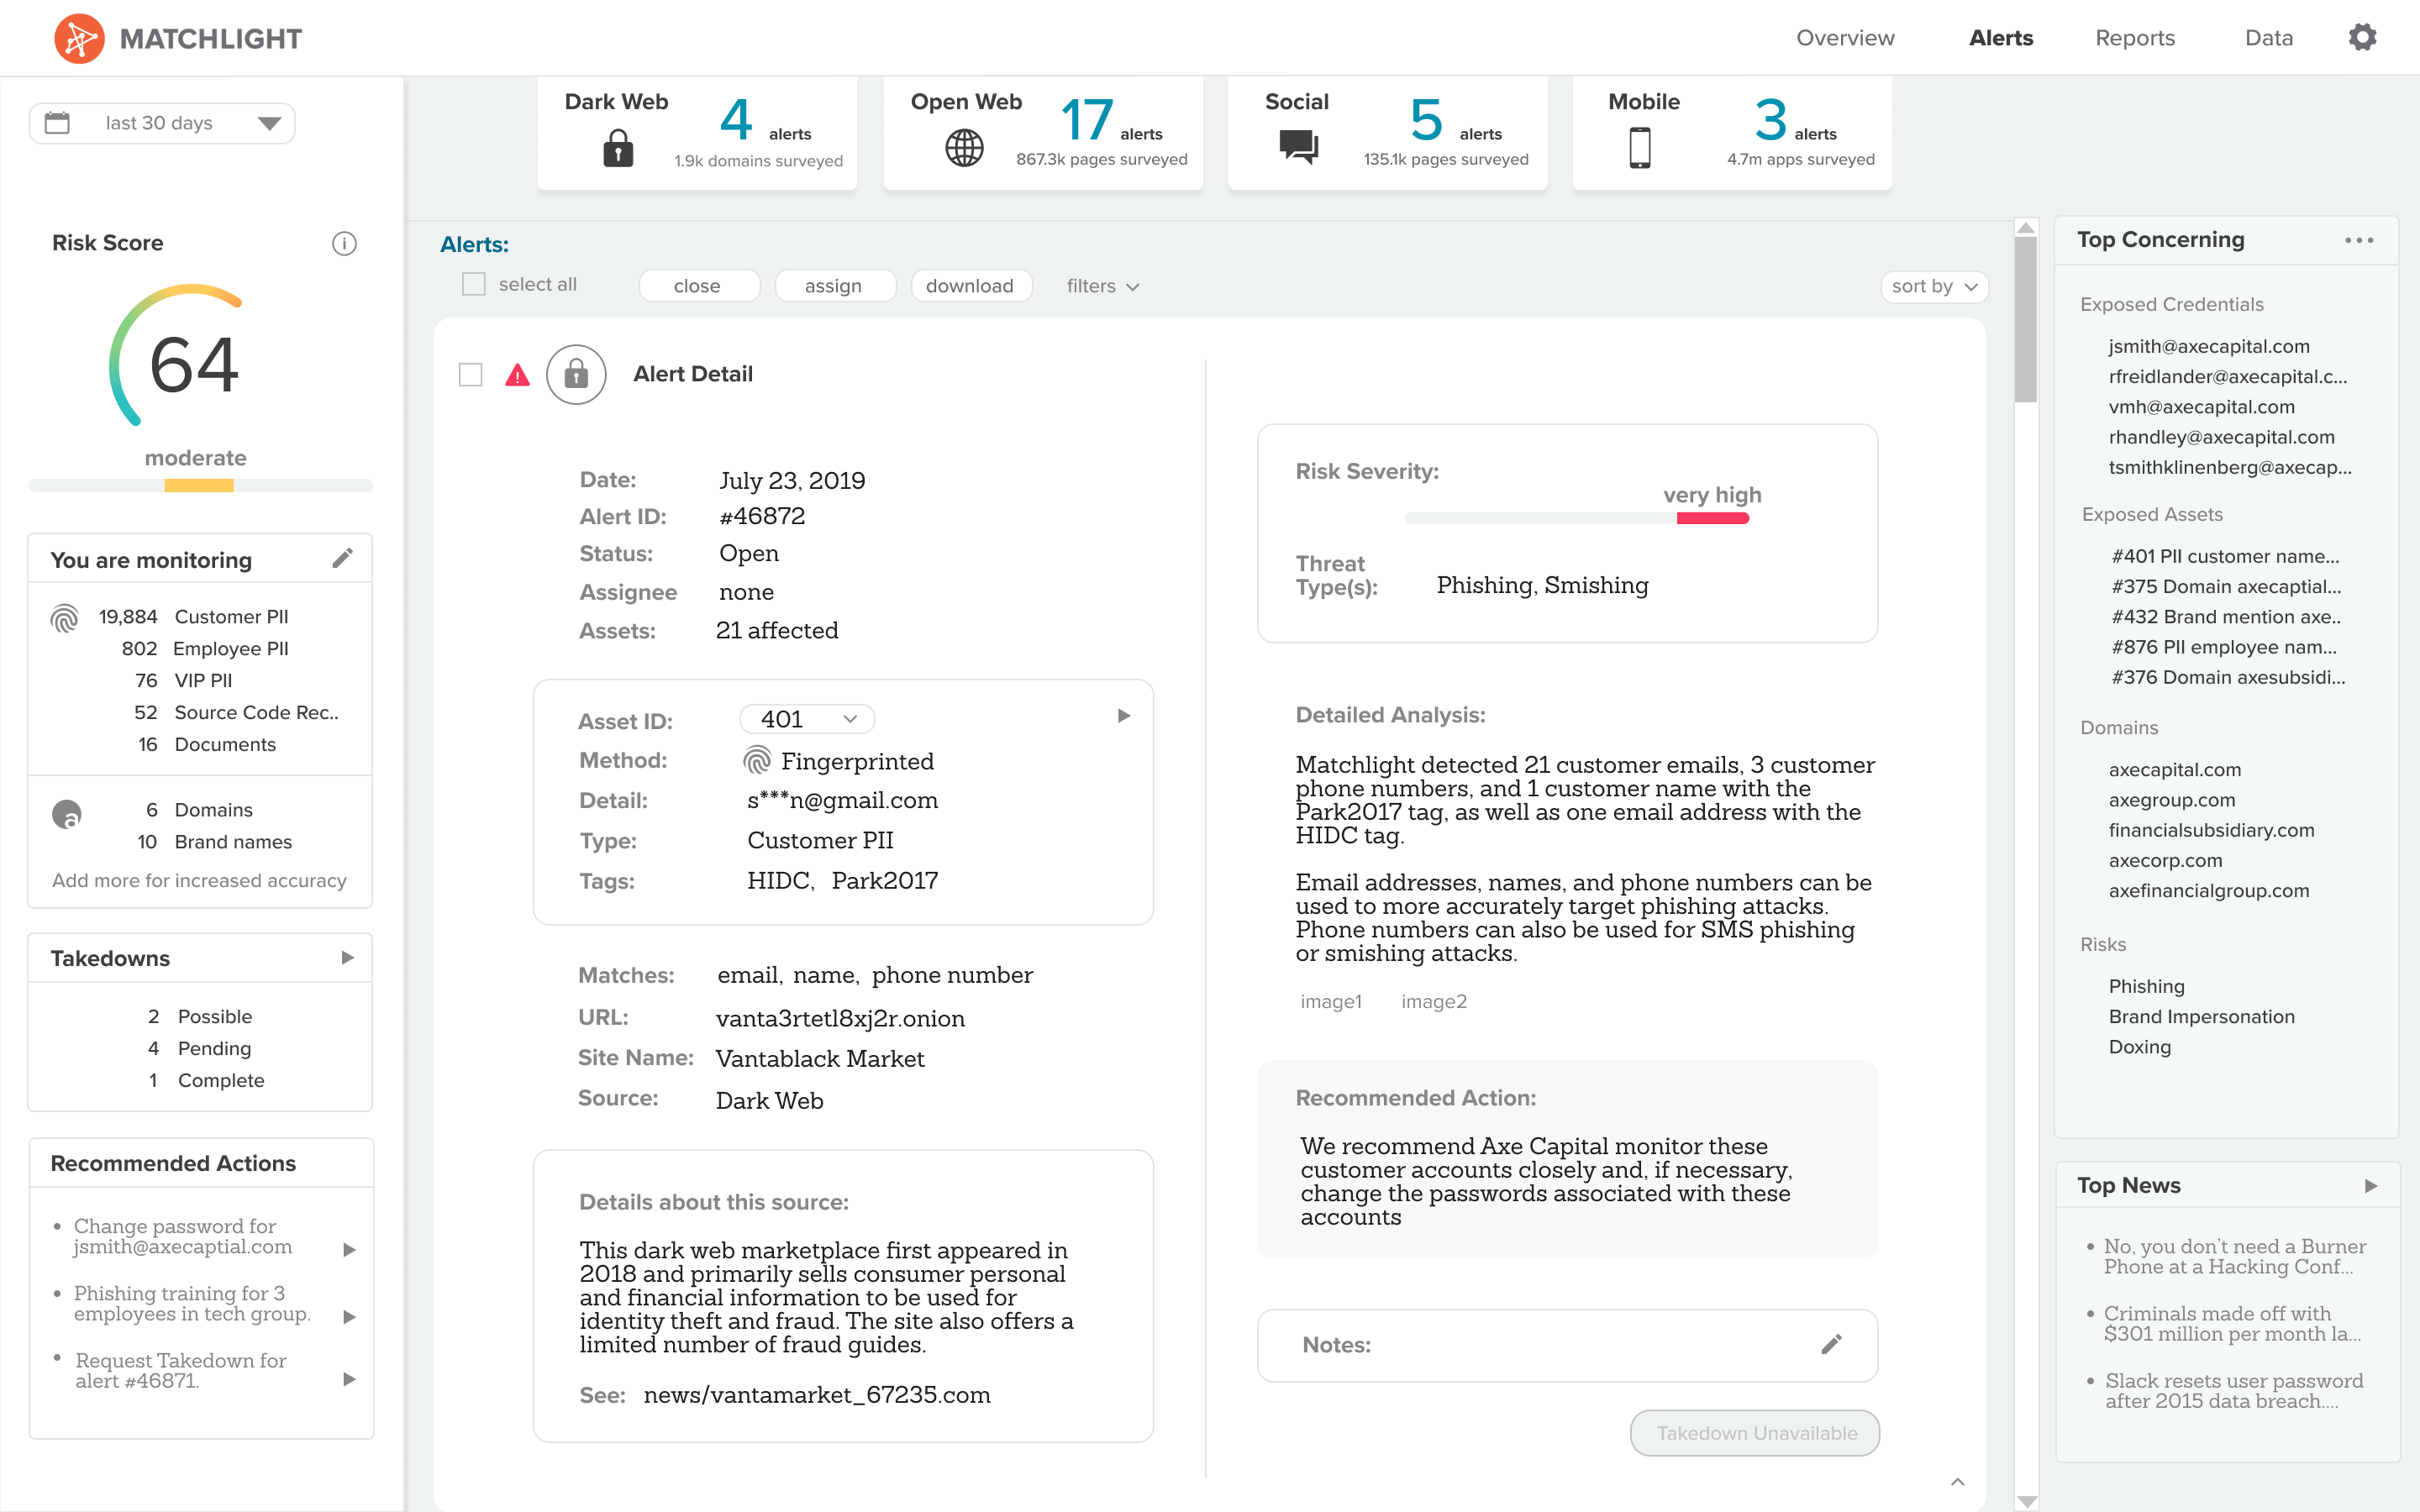 MATCHLIGHT
Overview
Alerts
Reports
Data
last 30 days
Risk Score
i
64
moderate
You are monitoring
19,884 Customer PII
802 Employee PII
76 VIP PII
52 Source Code Rec..
16 Documents
a
6 Domains
10 Brand names
Add more for increased accuracy
Takedowns
2 Possible
4 Pending
1 Complete
Recommended Actions
• Change password for
jsmith@axecaptial.com
• Phishing training for 3
employees in tech group.
• Request Takedown for
alert #46871.
Dark Web
4 alerts
1.9k domains surveyed
Open Web
17 alerts
867.3k pages surveyed
Social
5 alerts
135.1k pages surveyed
Mobile
3 alerts
4.7m apps surveyed
Alerts:
select all
close
assign
download
filters
sort by
Alert Detail
Date: July 23, 2019
Alert ID: #46872
Status: Open
Assignee none
Assets: 21 affected
Asset ID: 401
Method: Fingerprinted
Detail: s***n@gmail.com
Type: Customer PII
Tags: HIDC, Park2017
Matches: email, name, phone number
URL: vanta3rtetl8xj2r.onion
Site Name: Vantablack Market
Source: Dark Web
Details about this source:
This dark web marketplace first appeared in
2018 and primarily sells consumer personal
and financial information to be used for
identity theft and fraud. The site also offers a
limited number of fraud guides.
See: news/vantamarket_67235.com
Risk Severity:
very high
Threat
Type(s): Phishing, Smishing
Detailed Analysis:
Matchlight detected 21 customer emails, 3 customer
phone numbers, and 1 customer name with the
Park2017 tag, as well as one email address with the
HIDC tag.
Email addresses, names, and phone numbers can be
used to more accurately target phishing attacks.
Phone numbers can also be used for SMS phishing
or smishing attacks.
image1 image2
Recommended Action:
We recommend Axe Capital monitor these
customer accounts closely and, if necessary,
change the passwords associated with these
accounts
Notes:
Takedown Unavailable
Top Concerning
Exposed Credentials
jsmith@axecapital.com
rfreidlander@axecapital.c...
vmh@axecapital.com
rhandley@axecapital.com
tsmithklinenberg@axecap...
Exposed Assets
#401 PII customer name...
#375 Domain axecaptial...
#432 Brand mention axe..
#876 PII employee nam...
#376 Domain axesubsidi...
Domains
axecapital.com
axegroup.com
financialsubsidiary.com
axecorp.com
axefinancialgroup.com
Risks
Phishing
Brand Impersonation
Doxing
Top News
• No, you don't need a Burner
Phone at a Hacking Conf...
• Criminals made off with
$301 million per month la...
• Slack resets user password
after 2015 data breach....